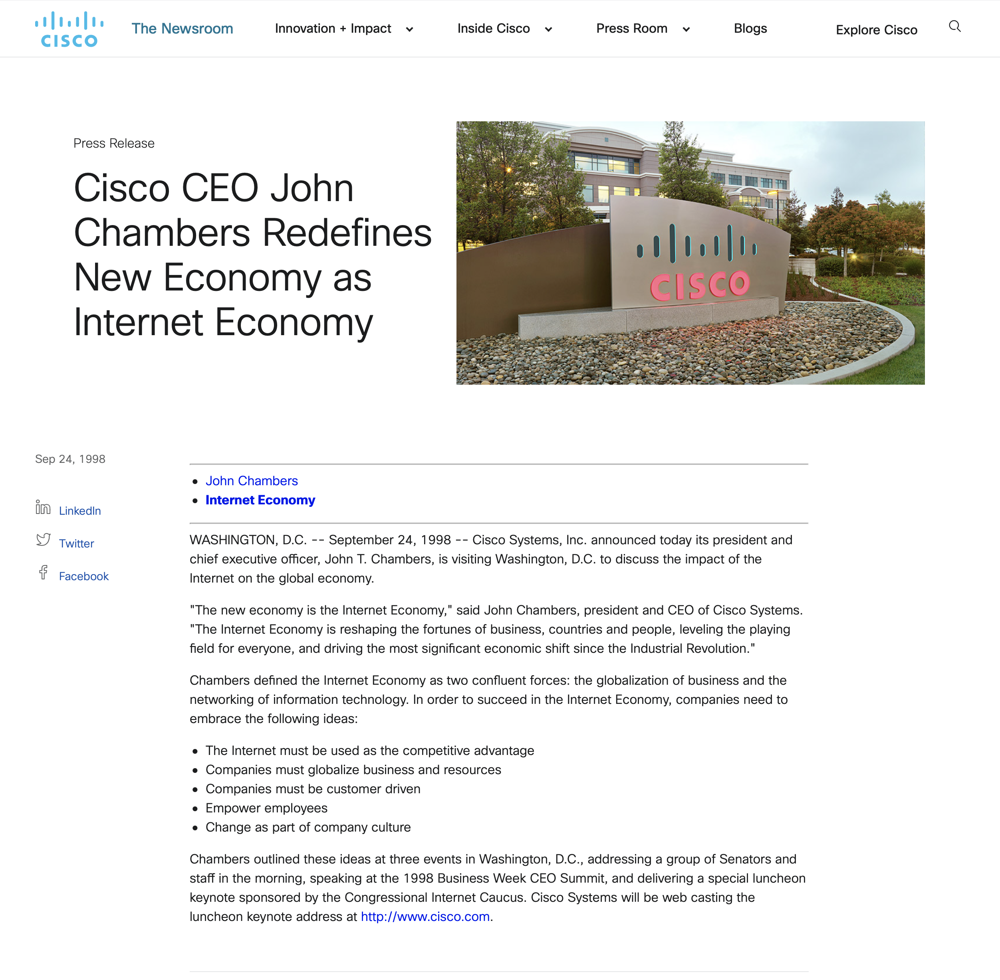 CISCO
The Newsroom
Innovation + Impact
Inside Cisco
Press Room
Blogs
Explore Cisco
Press Release
Cisco CEO John
Chambers Redefines
New Economy as
Internet Economy
CISCO
Sep 24, 1998
LinkedIn
Twitter
Facebook
• John Chambers
• Internet Economy
WASHINGTON, D.C. -- September 24, 1998 -- Cisco Systems, Inc. announced today its president and
chief executive officer, John T. Chambers, is visiting Washington, D.C. to discuss the impact of the
Internet on the global economy.
"The new economy is the Internet Economy," said John Chambers, president and CEO of Cisco Systems.
"The Internet Economy is reshaping the fortunes of business, countries and people, leveling the playing
field for everyone, and driving the most significant economic shift since the Industrial Revolution."
Chambers defined the Internet Economy as two confluent forces: the globalization of business and the
networking of information technology. In order to succeed in the Internet Economy, companies need to
embrace the following ideas:
• The Internet must be used as the competitive advantage
• Companies must globalize business and resources
• Companies must be customer driven
• Empower employees
• Change as part of company culture
Chambers outlined these ideas at three events in Washington, D.C., addressing a group of Senators and
staff in the morning, speaking at the 1998 Business Week CEO Summit, and delivering a special luncheon
keynote sponsored by the Congressional Internet Caucus. Cisco Systems will be web casting the
luncheon keynote address at http://www.cisco.com.